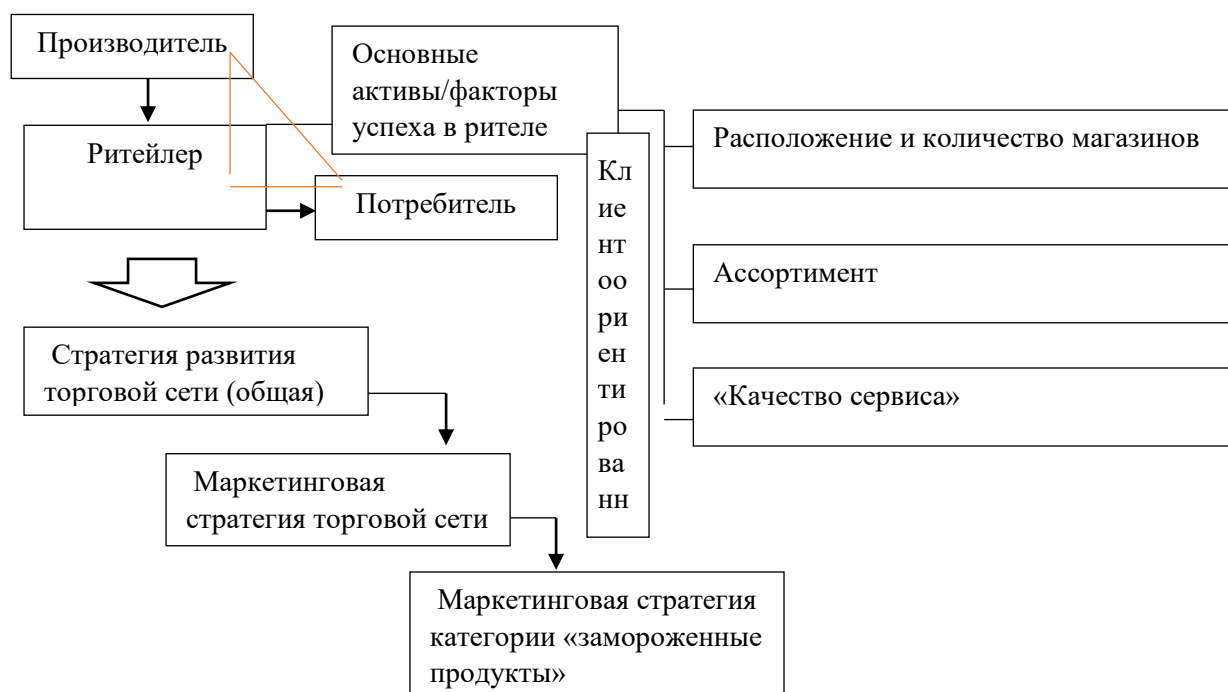 Производитель
Основные
активы/факторы
успеха в рителе
Ритейлер
Расположение и количество магазинов
Потребитель
Кл
ие
нт
оо
ри
ен
ти
ро
ва
нн
Ассортимент
Стратегия развития
торговой сети (общая)
«Качество сервиса»
Маркетинговая
стратегия торговой сети
Маркетинговая стратегия
категории «замороженные
продукты»